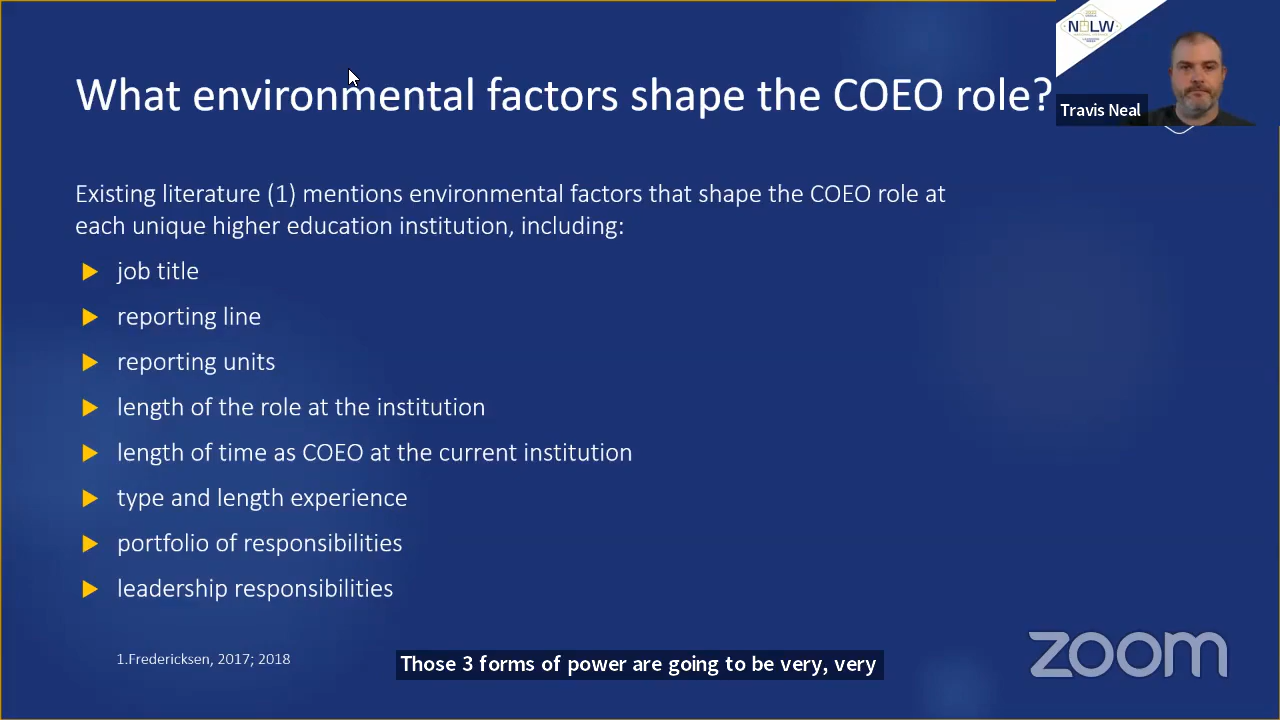 What environmental factors shape the COEO role?
NLW
Travis Neal
Existing literature (1) mentions environmental factors that shape the COEO role at
each unique higher education institution, including:
job title
reporting line
reporting units
length of the role at the institution
length of time as COEO at the current institution
type and length experience
portfolio of responsibilities
leadership responsibilities
1.Fredericksen, 2017; 2018
Those 3 forms of power are going to be very, very
zoom